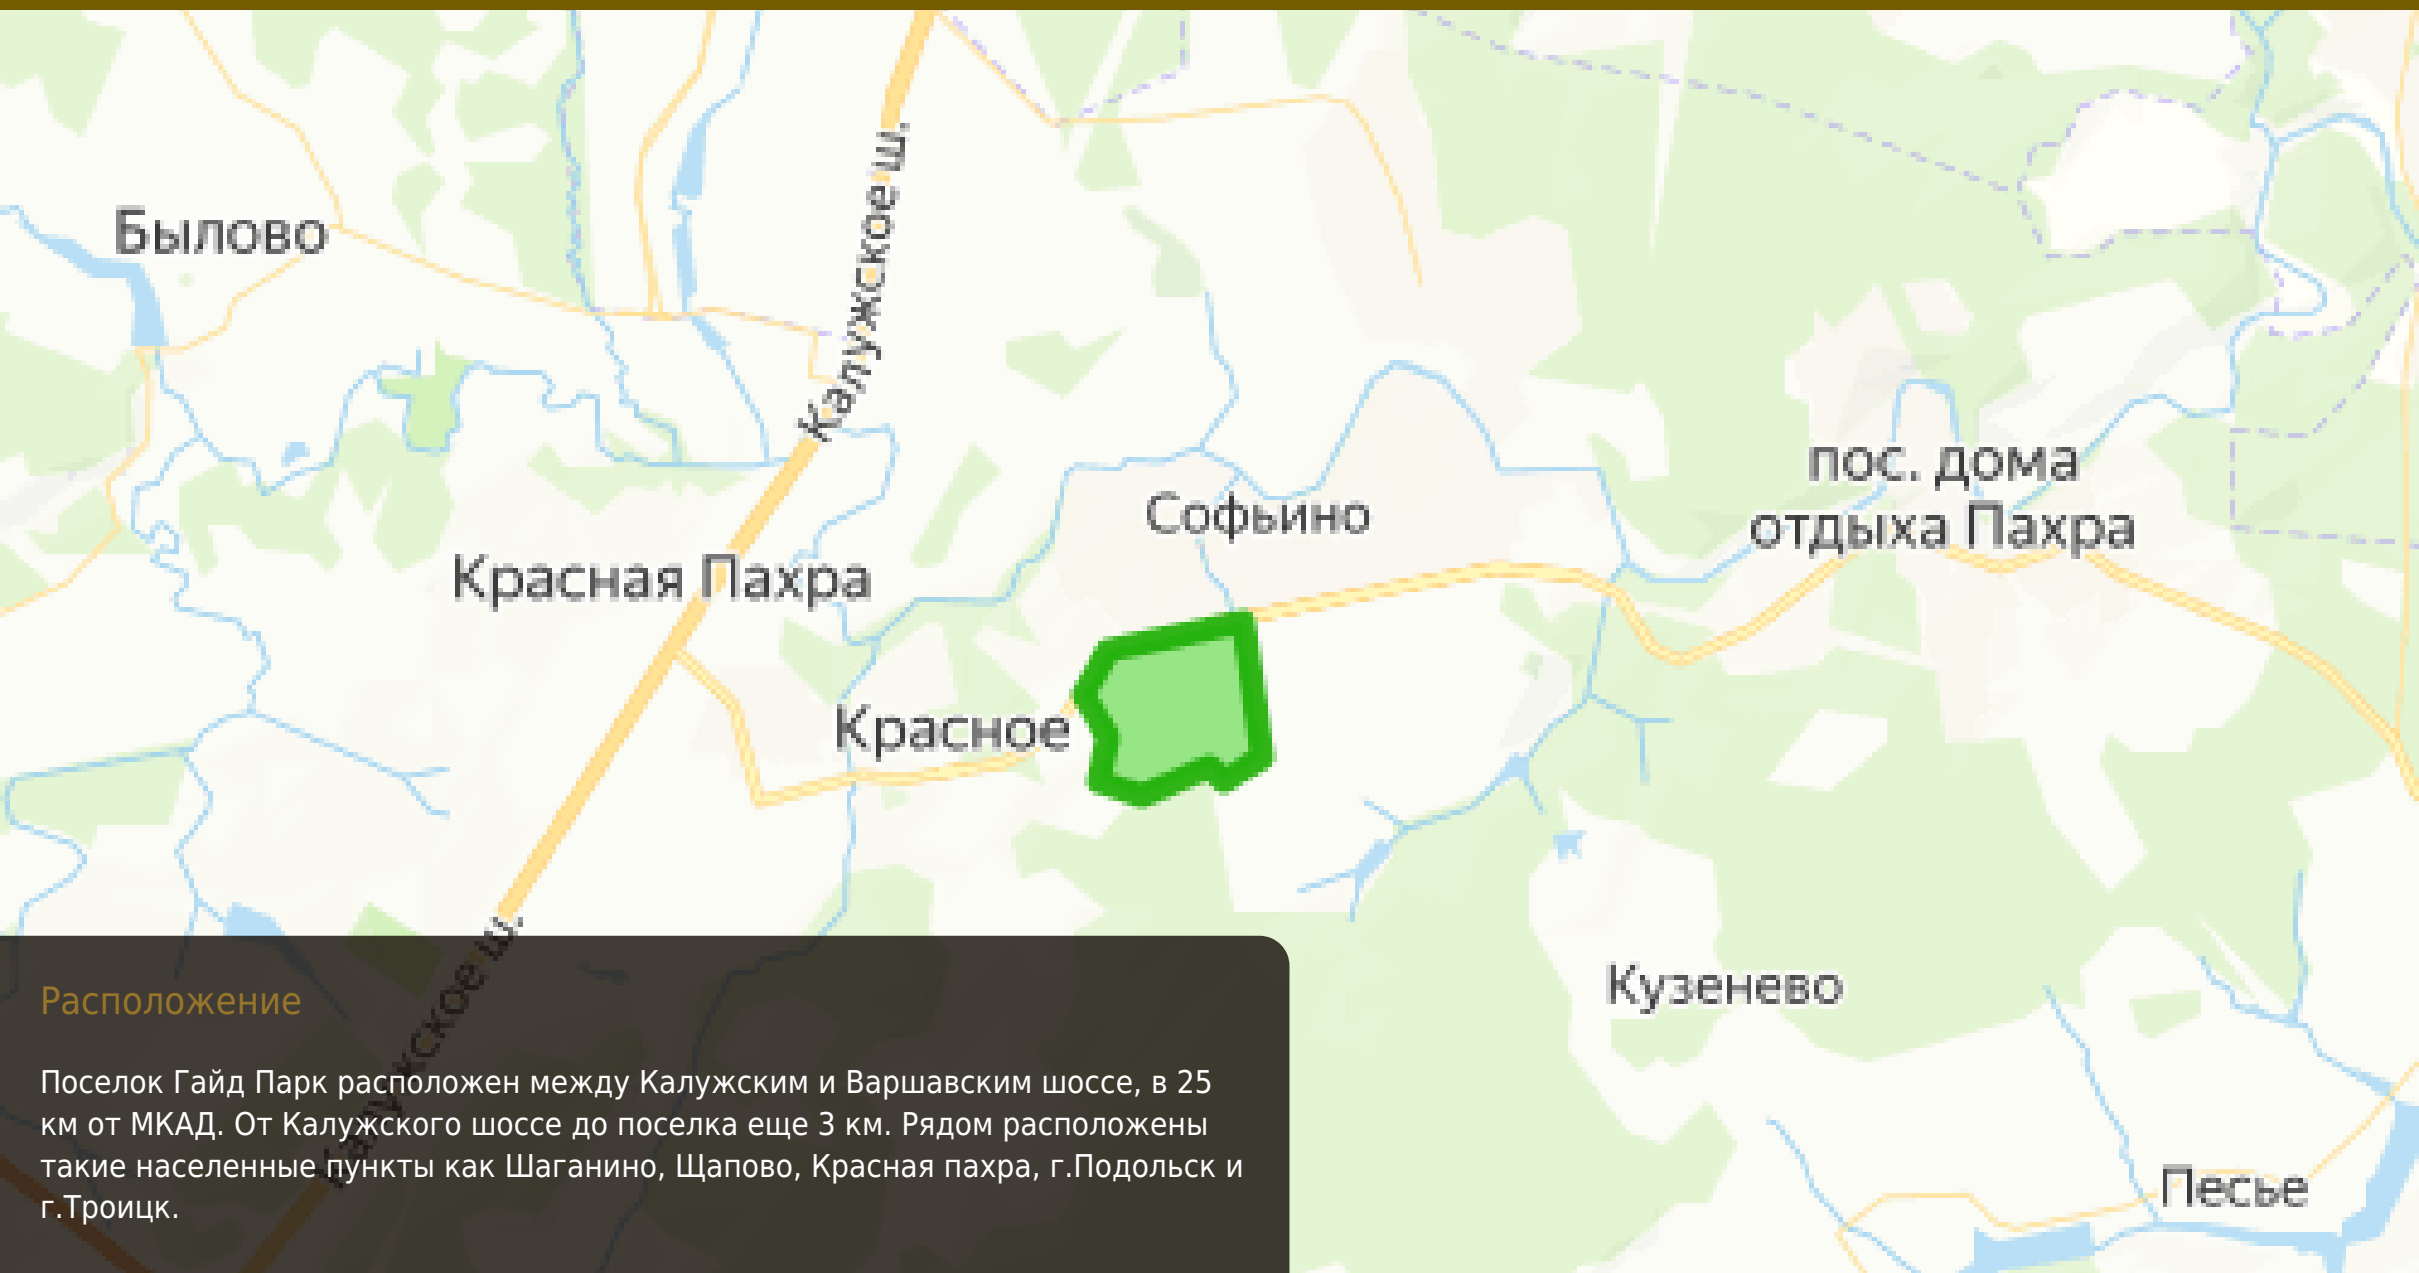 Калужское ш.
Былово
Софьино
пос. дома
отдыха Пахра
Красная Пахра
Красное
Калужское ш.
Кузенево
Песье
Расположение
Поселок Гайд Парк расположен между Калужским и Варшавским шоссе, в 25
км от МКАД. От Калужского шоссе до поселка еще 3 км. Рядом расположены
такие населенные пункты как Шаганино, Щапово, Красная пахра, г.Подольск и
г.Троицк.